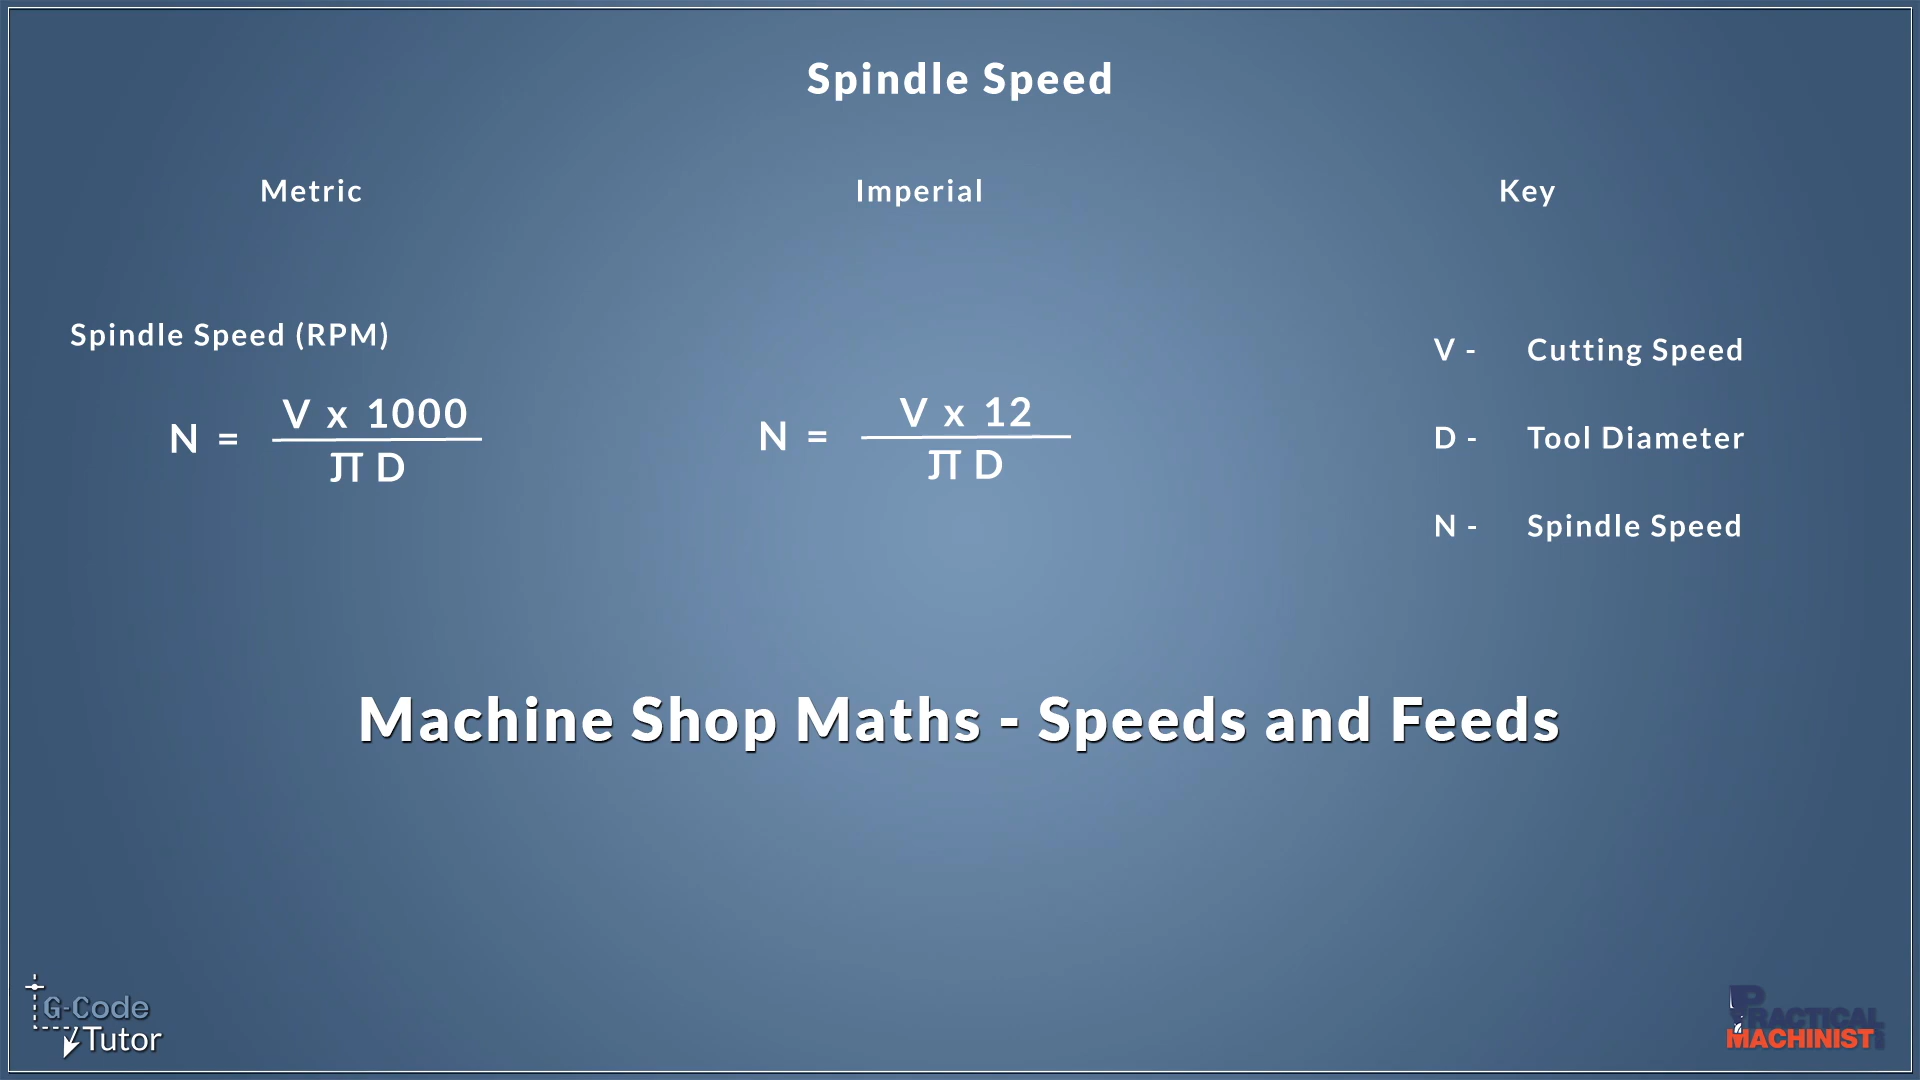 Spindle Speed
Metric
Imperial
Key
Spindle Speed (RPM)
N = V x 1000
π D
N = V x 12
π D
V - Cutting Speed
D - Tool Diameter
N - Spindle Speed
Machine Shop Maths - Speeds and Feeds
G-Code
Tutor
PRACTICAL
MACHINIST